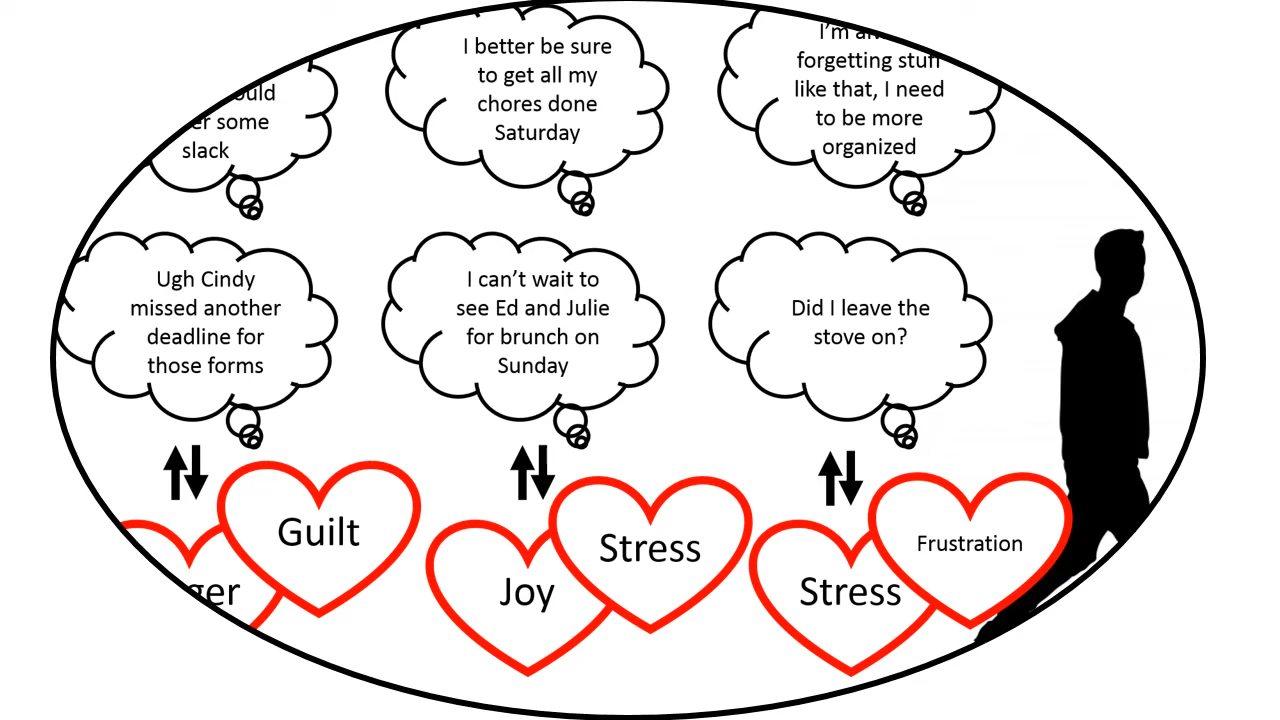 some
slack
I better be sure
to get all my
chores done
Saturday
I'm
forgetting stuff
like that, I need
to be more
organized
Ugh Cindy
missed another
deadline for
those forms
I can't wait to
see Ed and Julie
for brunch on
Sunday
Did I leave the
stove on?
Guilt
Joy
Stress
Stress
Frustration